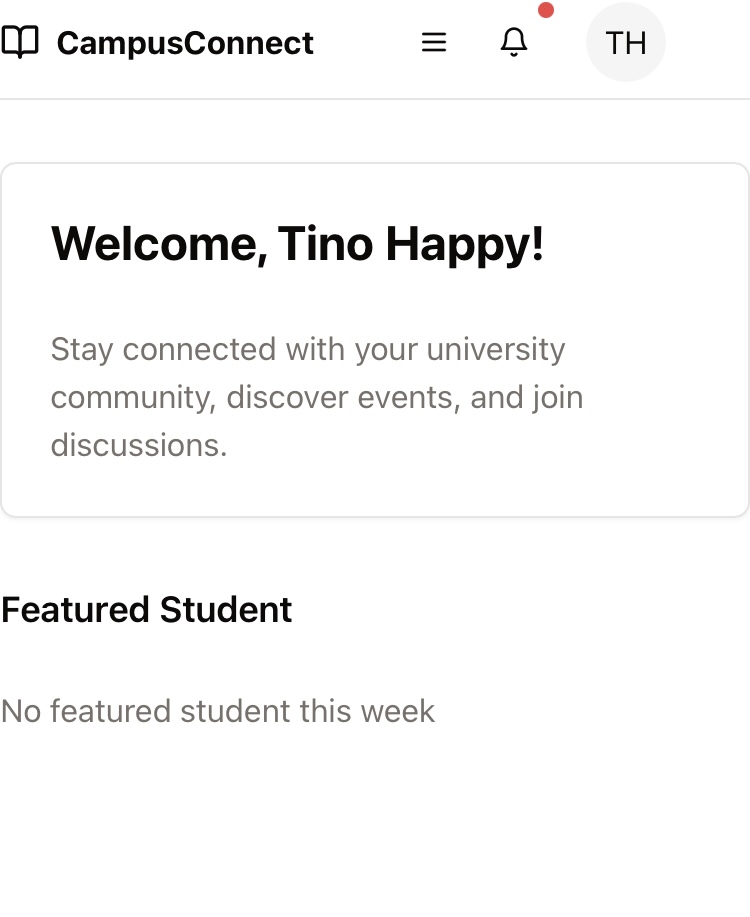 CampusConnect
TH
Welcome, Tino Happy!
Stay connected with your university
community, discover events, and join
discussions.
Featured Student
No featured student this week